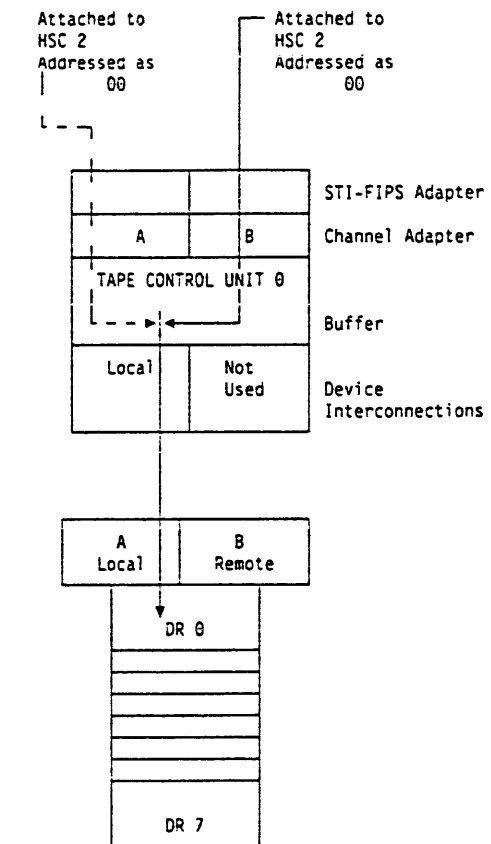 Attached to
HSC 2
Addressed as
00
Attached to
HSC 2
Addressed as
00
STI-FIPS Adapter
A
B
Channel Adapter
TAPE CONTROL UNIT 0
Buffer
Local
Not
Used
Device
Interconnections
A
Local
B
Remote
DR 0
DR 7